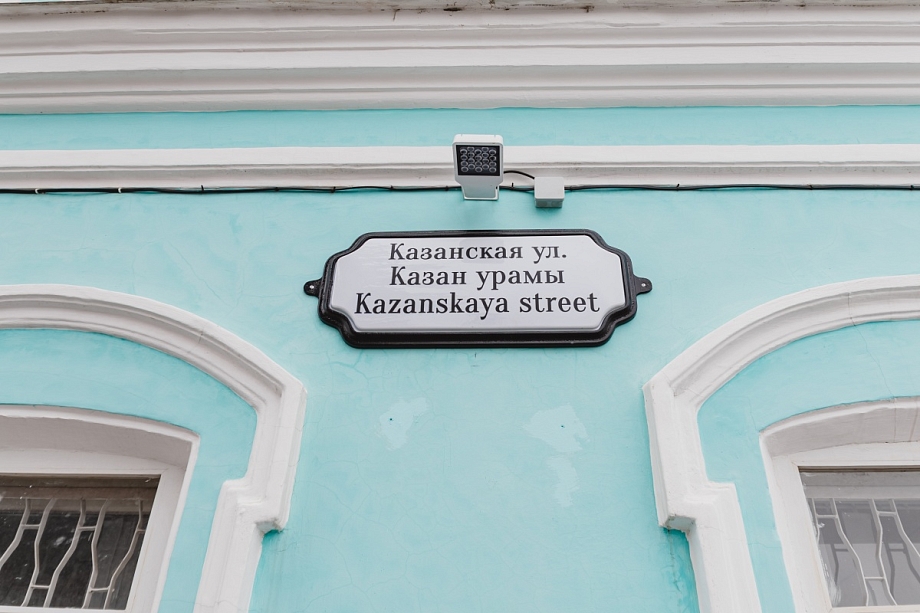 Казанская ул.
Казан урамы
Kazanskaya street